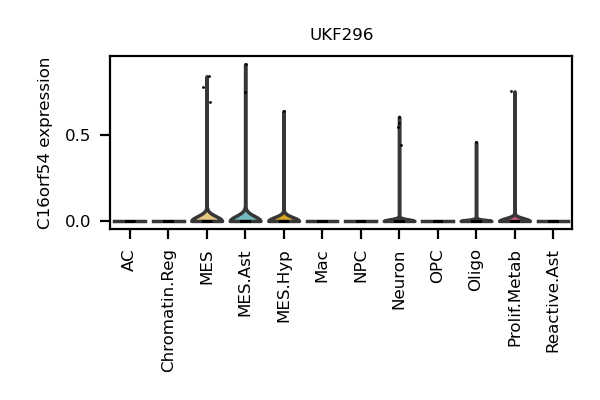 UKF296
C16orf54 expression
0.5
0.0
AC
Chromatin.Reg
MES
MES.Ast
MES.Hyp
Mac
NPC
Neuron
OPC
Oligo
Prolif.Metab
Reactive.Ast